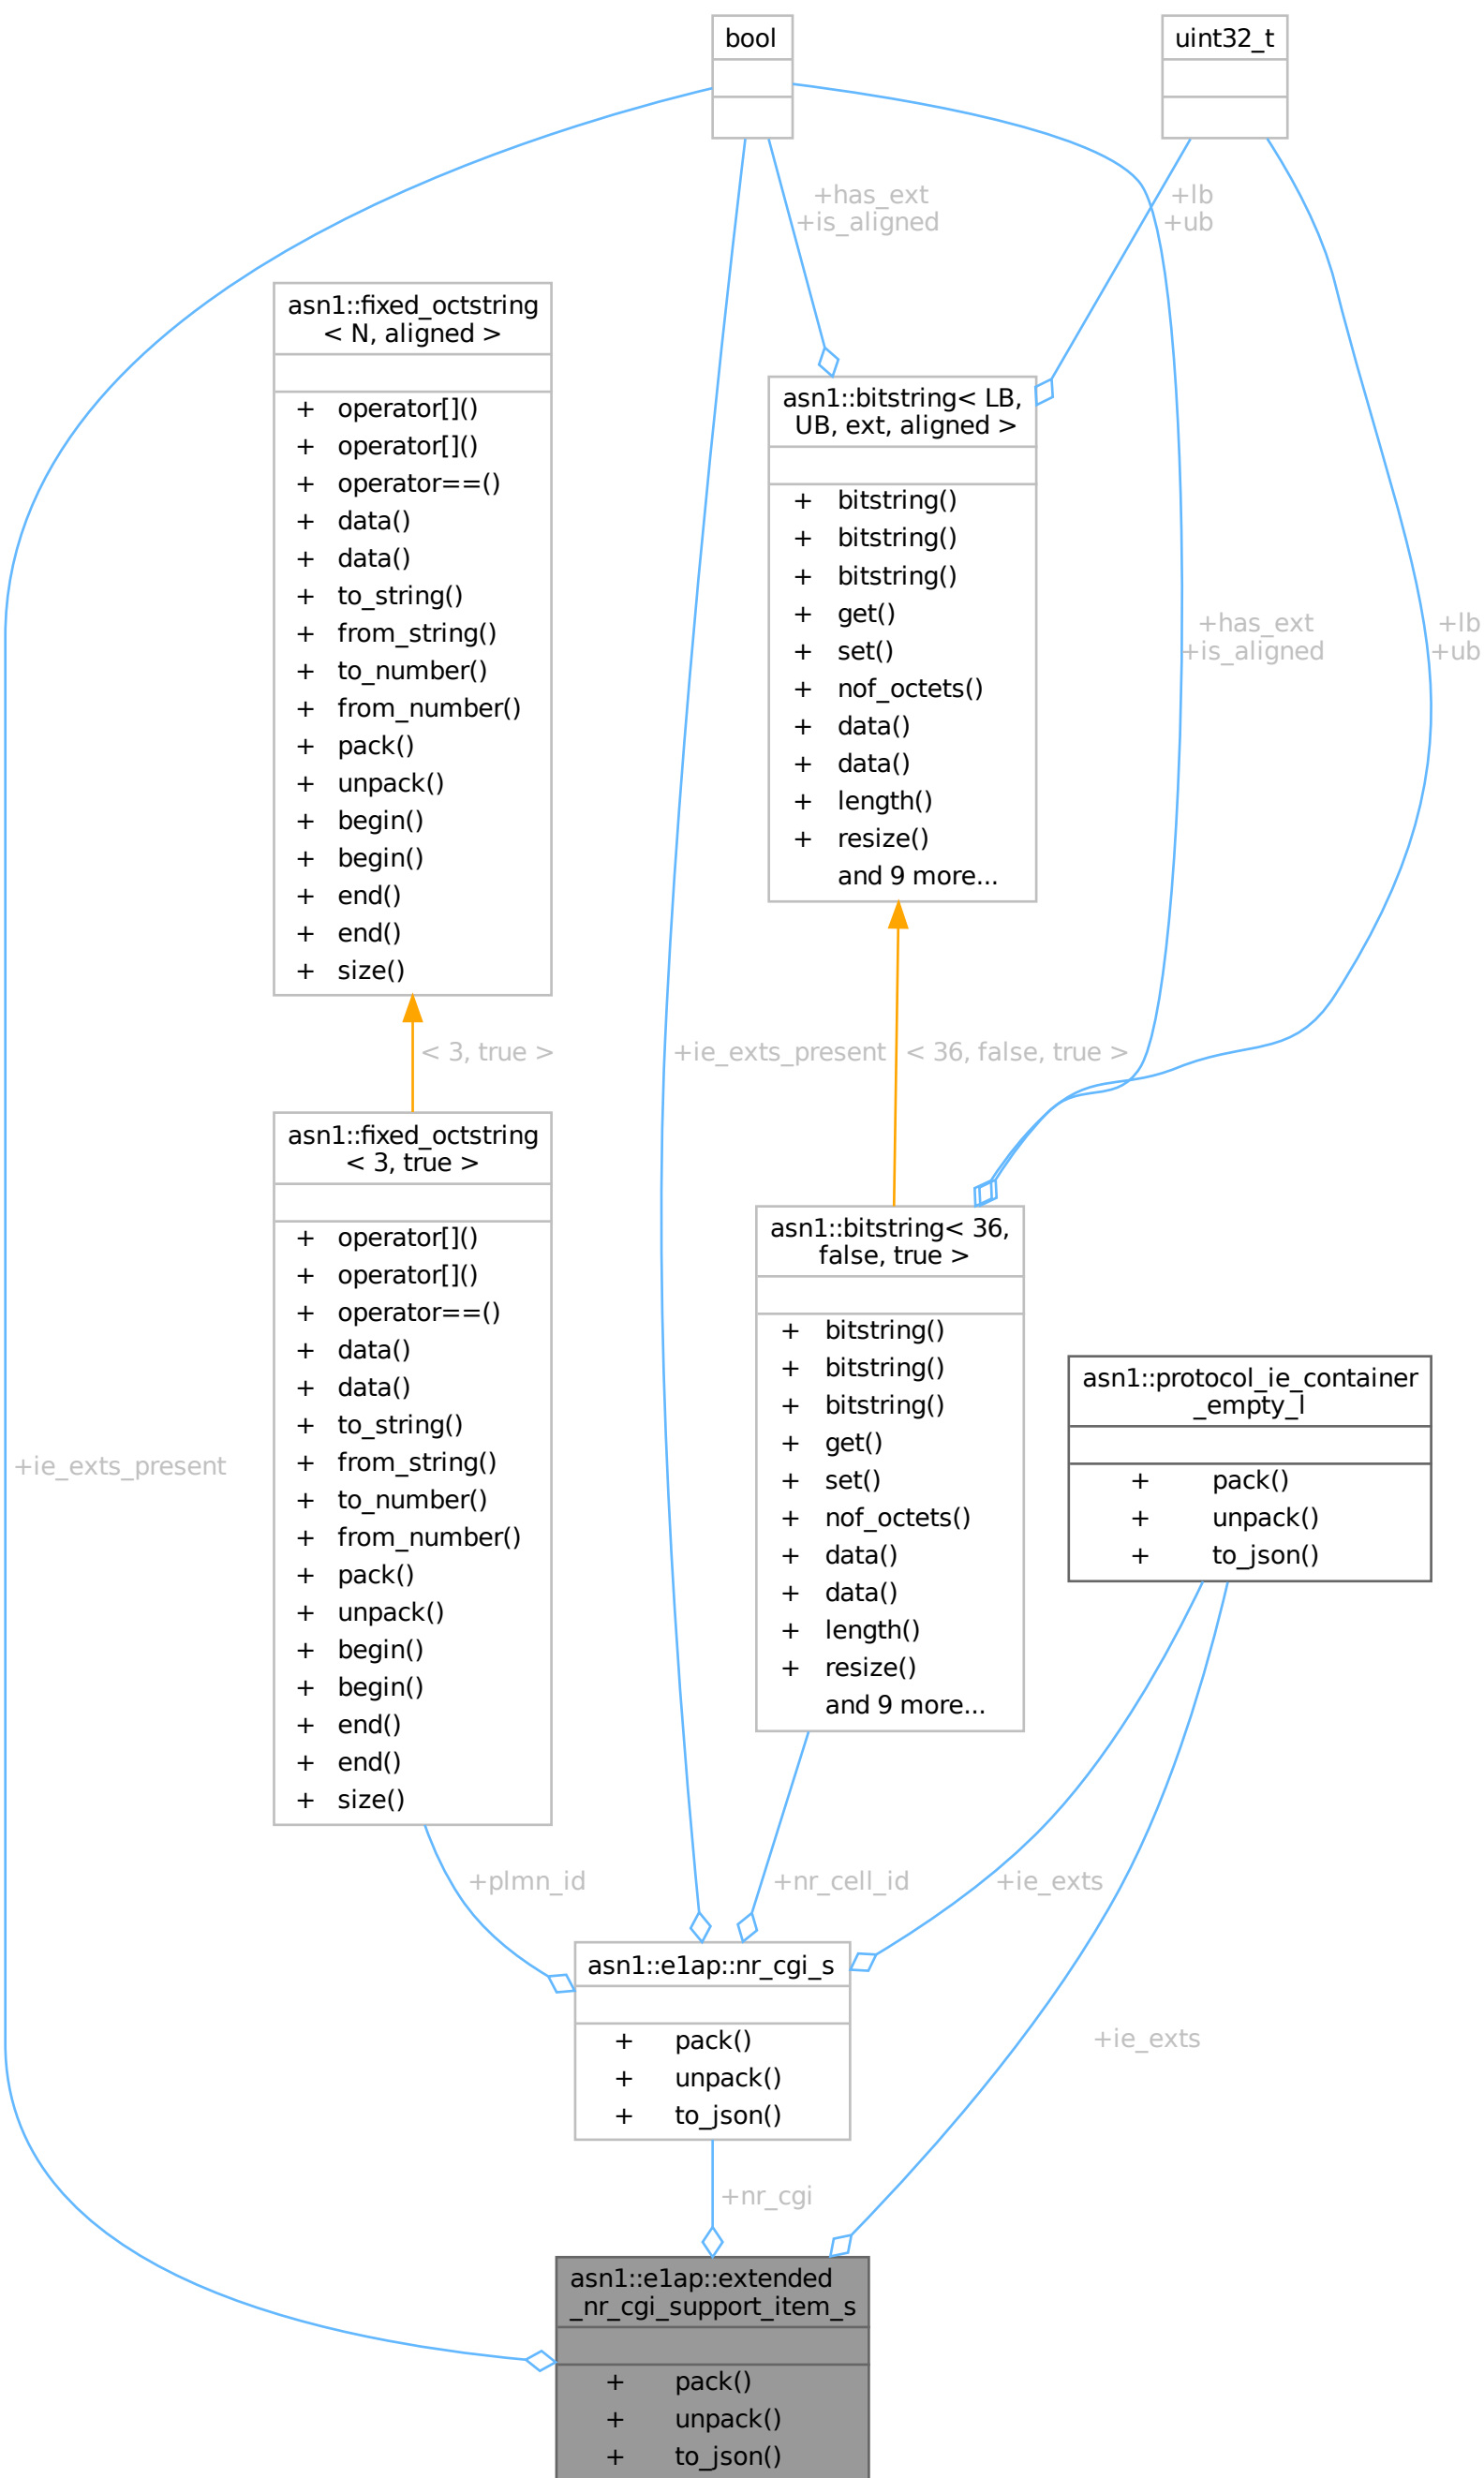 bool
uint32_t
+has_ext
+is_aligned
+lb
+ub
asn1::fixed_octstring
< N, aligned >
+ operator[]()
+ operator[]()
+ operator==()
+ data()
+ data()
+ to_string()
+ from_string()
+ to_number()
+ from_number()
+ pack()
+ unpack()
+ begin()
+ begin()
+ end()
+ end()
+ size()
asn1::bitstring< LB,
UB, ext, aligned >
+ bitstring()
+ bitstring()
+ bitstring()
+ get()
+ set()
+ nof_octets()
+ data()
+ data()
+ length()
+ resize()
and 9 more...
+has_ext
+is_aligned
+lb
+ub
< 3, true >
+ie_exts_present
< 36, false, true >
asn1::fixed_octstring
< 3, true >
+ operator[]()
+ operator[]()
+ operator==()
+ data()
+ data()
+ to_string()
+ from_string()
+ to_number()
+ from_number()
+ pack()
+ unpack()
+ begin()
+ begin()
+ end()
+ end()
+ size()
asn1::bitstring< 36,
false, true >
+ bitstring()
+ bitstring()
+ bitstring()
+ get()
+ set()
+ nof_octets()
+ data()
+ data()
+ length()
+ resize()
and 9 more...
asn1::protocol_ie_container
_empty_l
+ pack()
+ unpack()
+ to_json()
+ie_exts_present
+plmn_id
+nr_cell_id
+ie_exts
asn1::e1ap::nr_cgi_s
+ pack()
+ unpack()
+ to_json()
+ie_exts
+nr_cgi
asn1::e1ap::extended
_nr_cgi_support_item_s
+ pack()
+ unpack()
+ to_json()